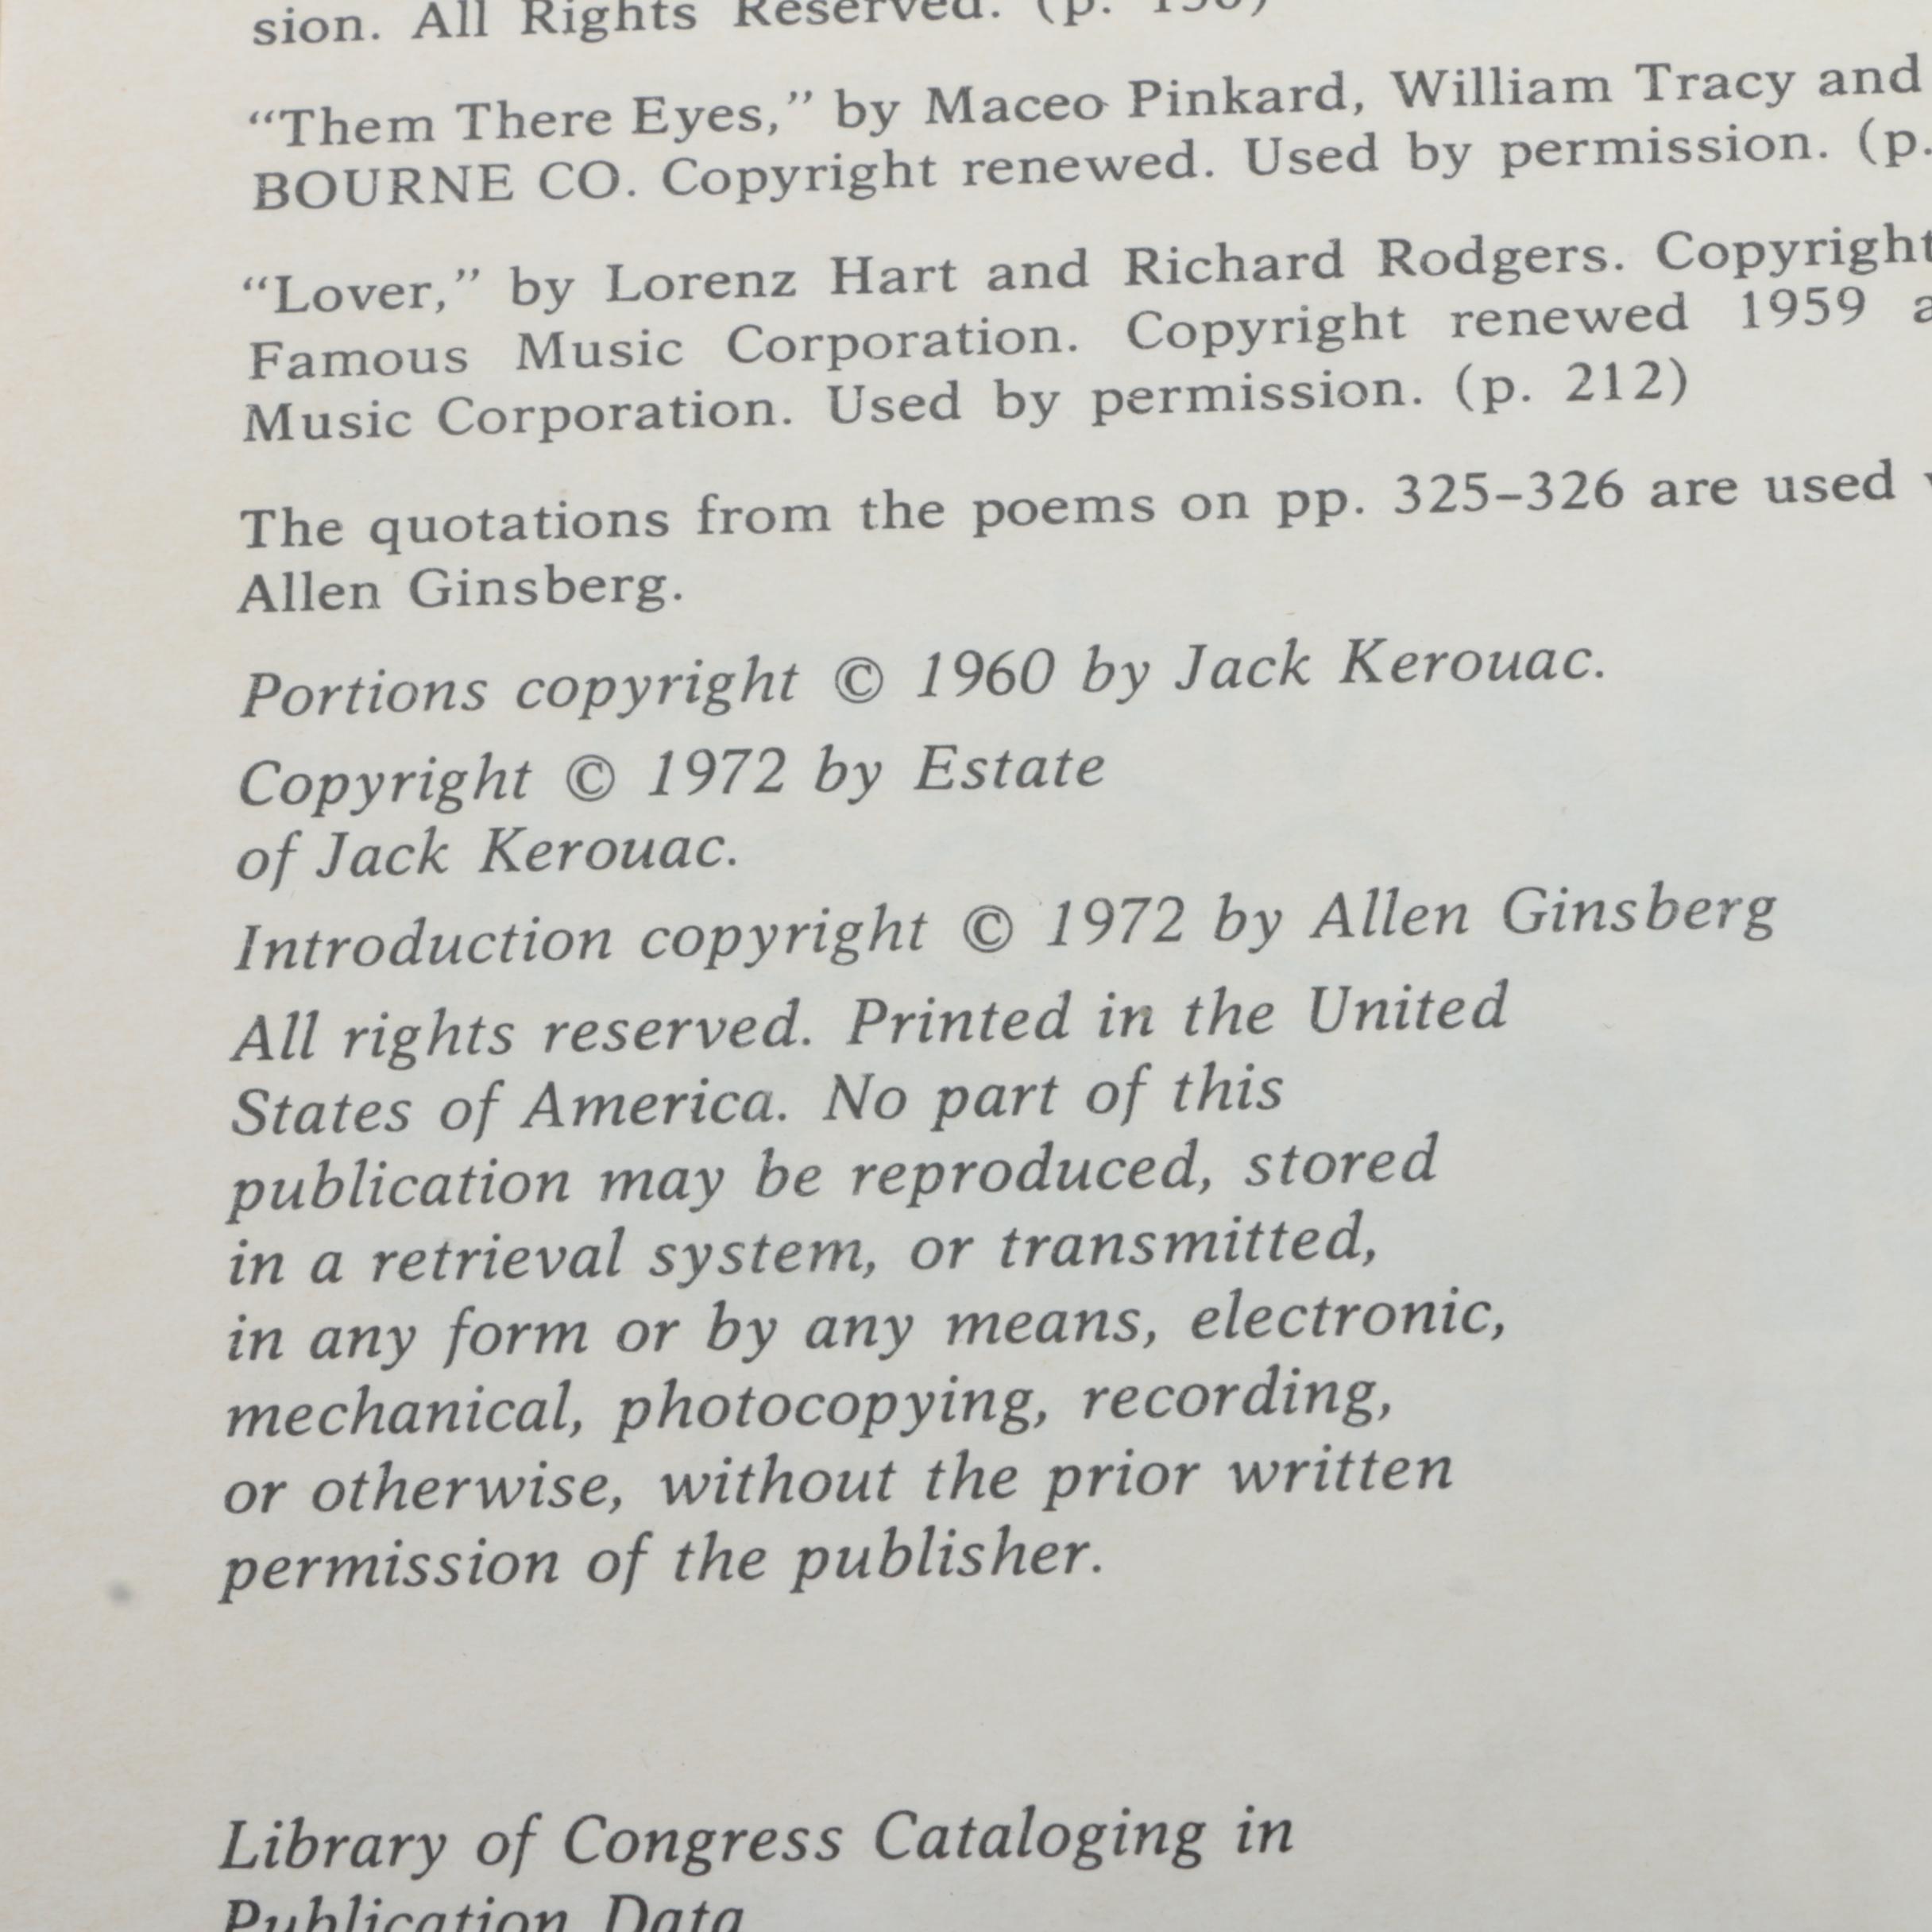 sion. All Rights Reserved. (p.
“Them There Eyes,” by Maceo Pinkard, William Tracy and
BOURNE CO. Copyright renewed. Used by permission. (p.
“Lover,” by Lorenz Hart and Richard Rodgers. Copyright
Famous Music Corporation. Copyright renewed 1959
Music Corporation. Used by permission. (p. 212)
The quotations from the poems on pp. 325–326 are used
Allen Ginsberg.
Portions copyright © 1960 by Jack Kerouac.
Copyright © 1972 by Estate
of Jack Kerouac.
Introduction copyright © 1972 by Allen Ginsberg
All rights reserved. Printed in the United
States of America. No part of this
publication may be reproduced, stored
in a retrieval system, or transmitted,
in any form or by any means, electronic,
mechanical, photocopying, recording,
or otherwise, without the prior written
permission of the publisher.
Library of Congress Cataloging in
Publication Data